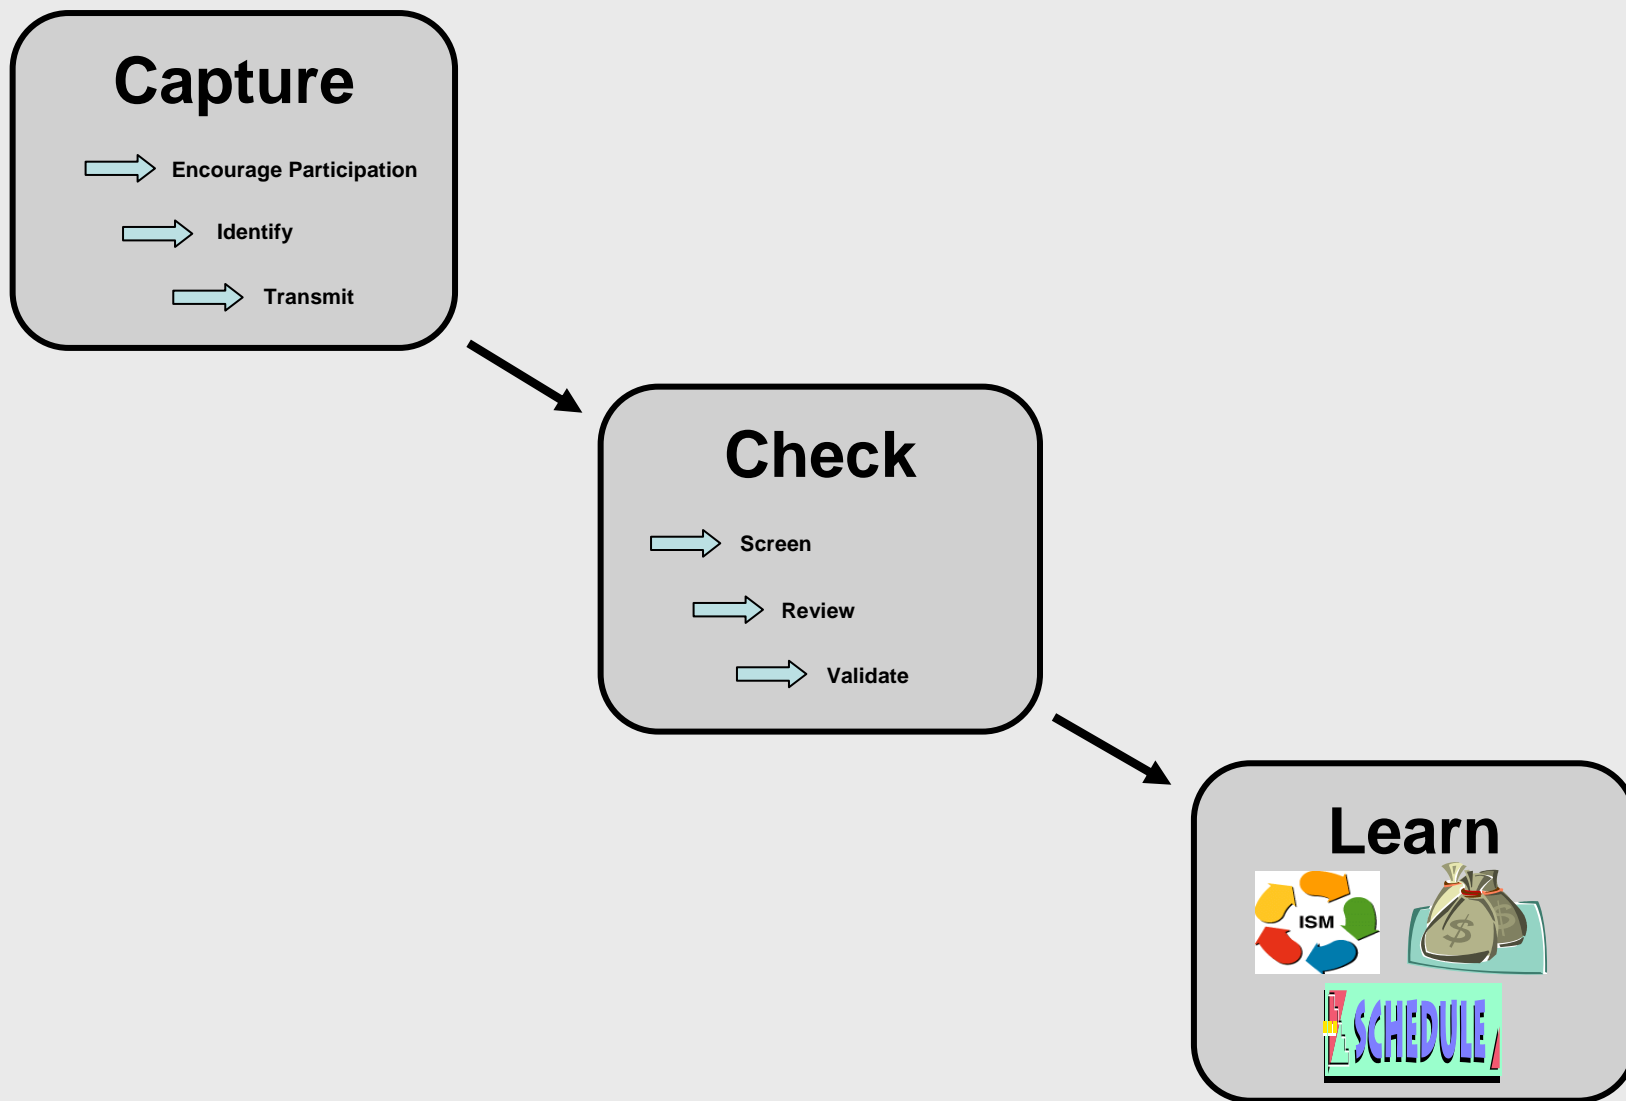 Capture
Encourage Participation
Identify
Transmit
Check
Screen
Review
Validate
Learn
ISM
$
$
SCHEDULE